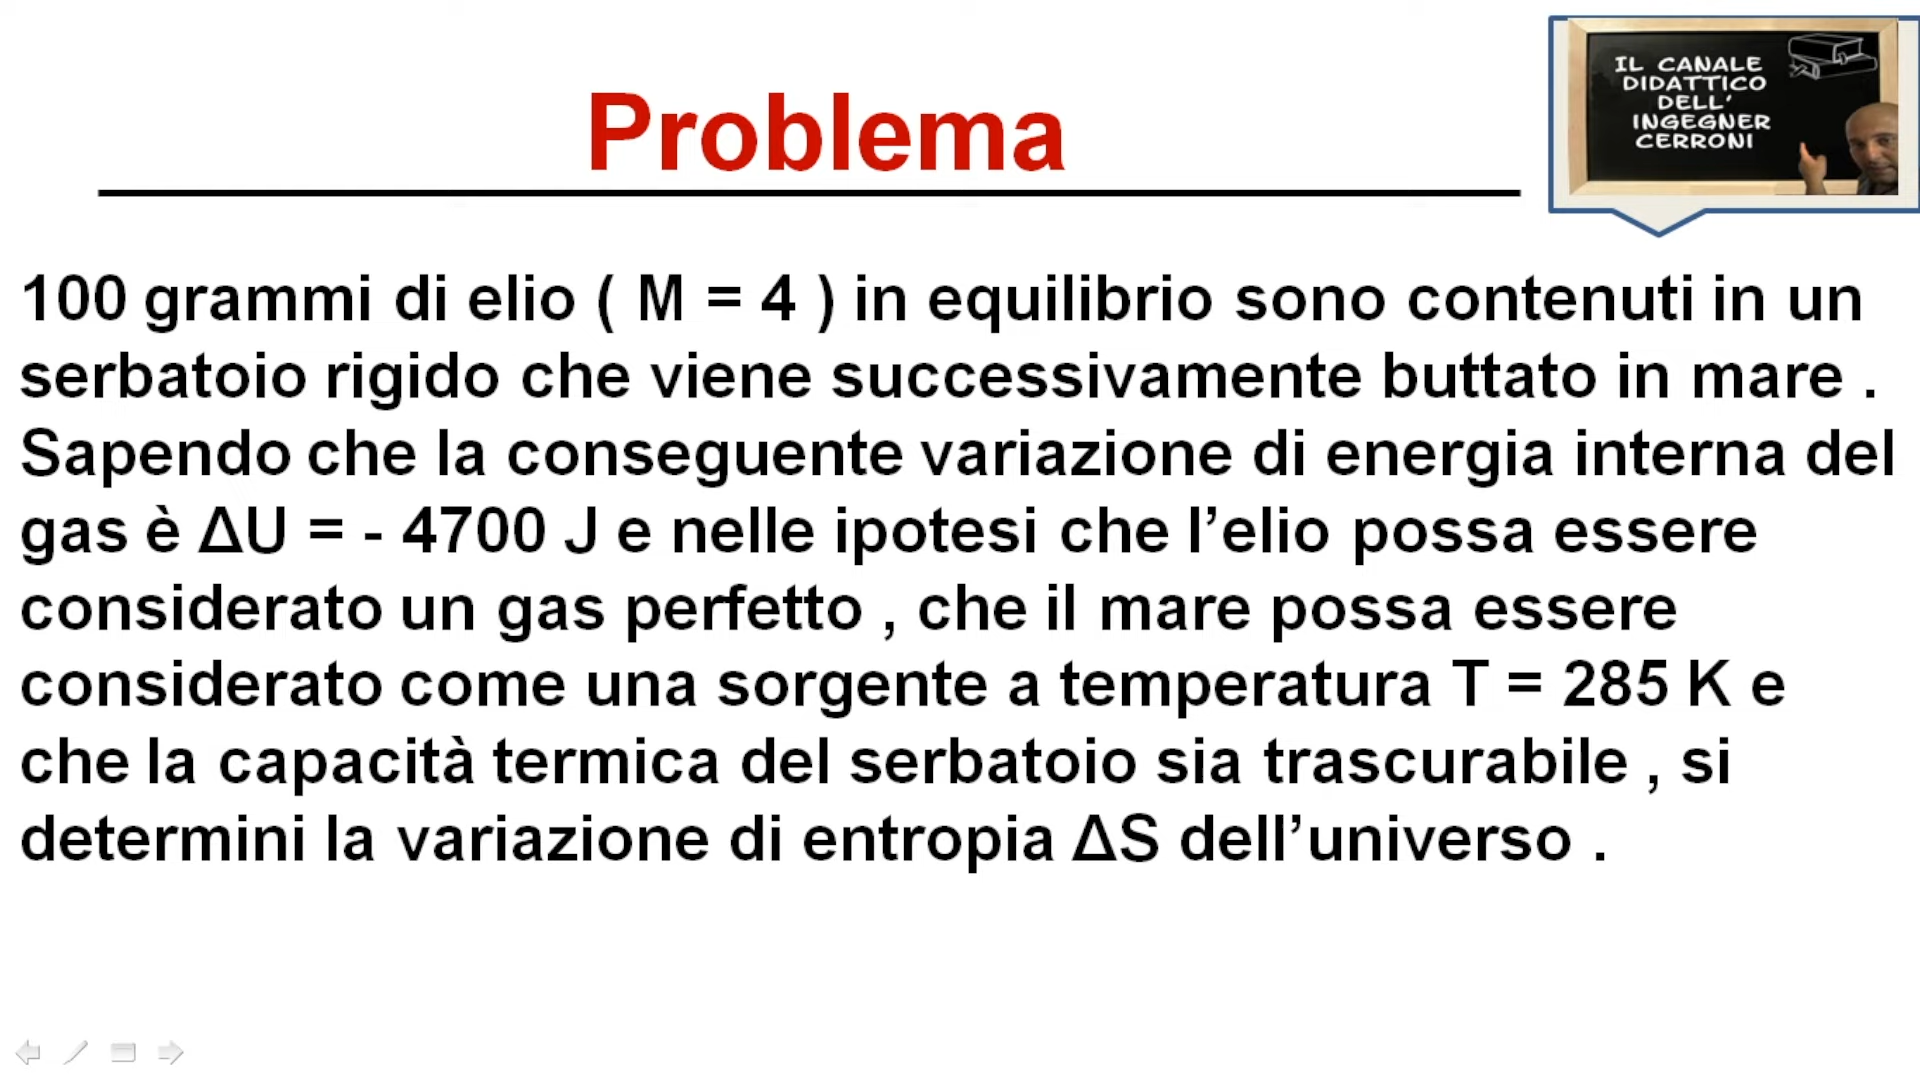 Problema
IL CANALE
DIDATTICO
DELL'
INGEGNER
CERRONI
100 grammi di elio ( M = 4 ) in equilibrio sono contenuti in un
serbatoio rigido che viene successivamente buttato in mare .
Sapendo che la conseguente variazione di energia interna del
gas è ΔU = - 4700 J e nelle ipotesi che l’elio possa essere
considerato un gas perfetto , che il mare possa essere
considerato come una sorgente a temperatura T = 285 K e
che la capacità termica del serbatoio sia trascurabile , si
determini la variazione di entropia ΔS dell’universo .